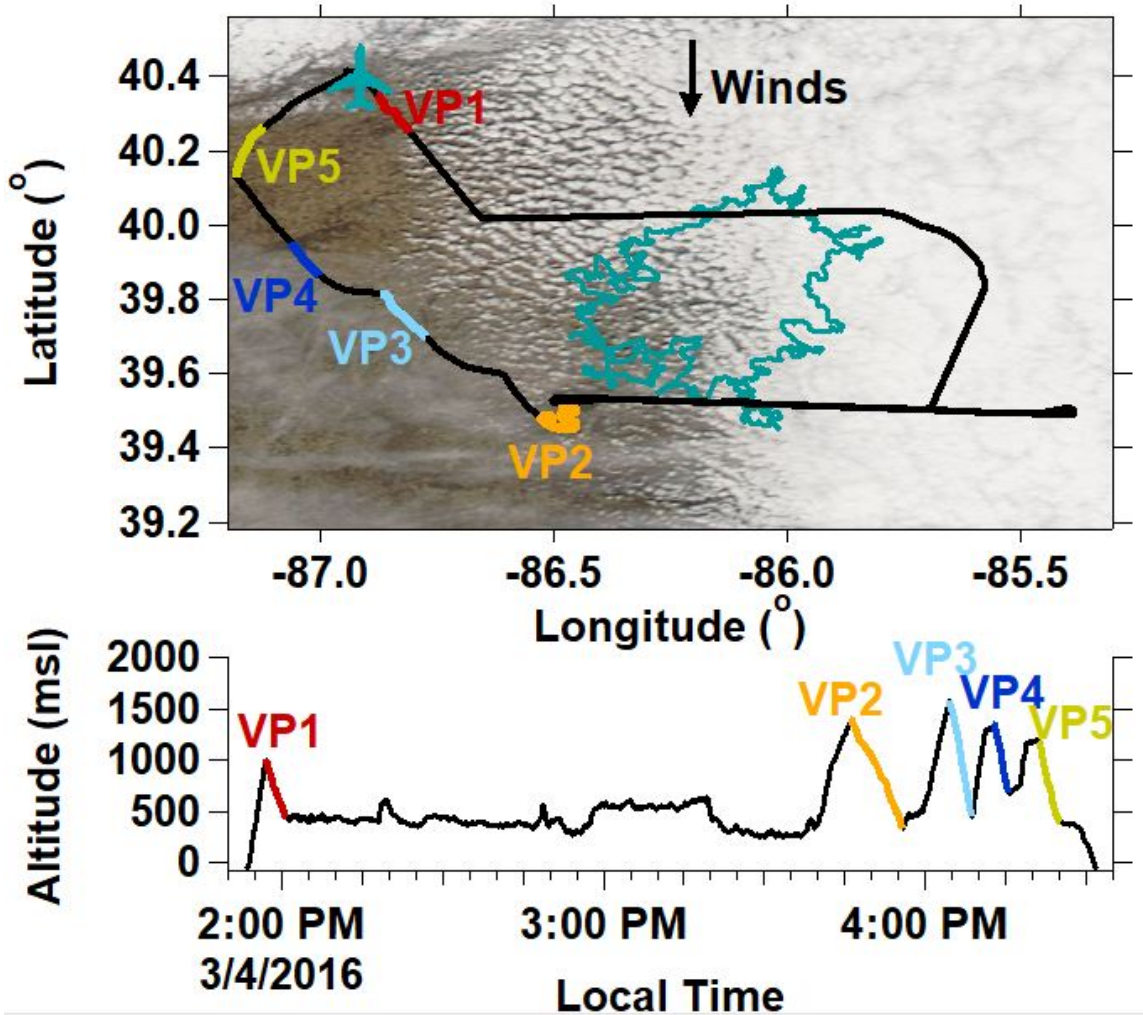 40.4
40.2
40.0
39.8
39.6
39.4
39.2
Latitude (°)
Winds
VP1
VP5
VP4
VP3
VP2
-87.0 -86.5 -86.0 -85.5
Longitude (°)
2000
1500
1000
500
0
Altitude (msl)
VP1
VP2
VP3
VP4
VP5
2:00 PM 3:00 PM 4:00 PM
3/4/2016
Local Time